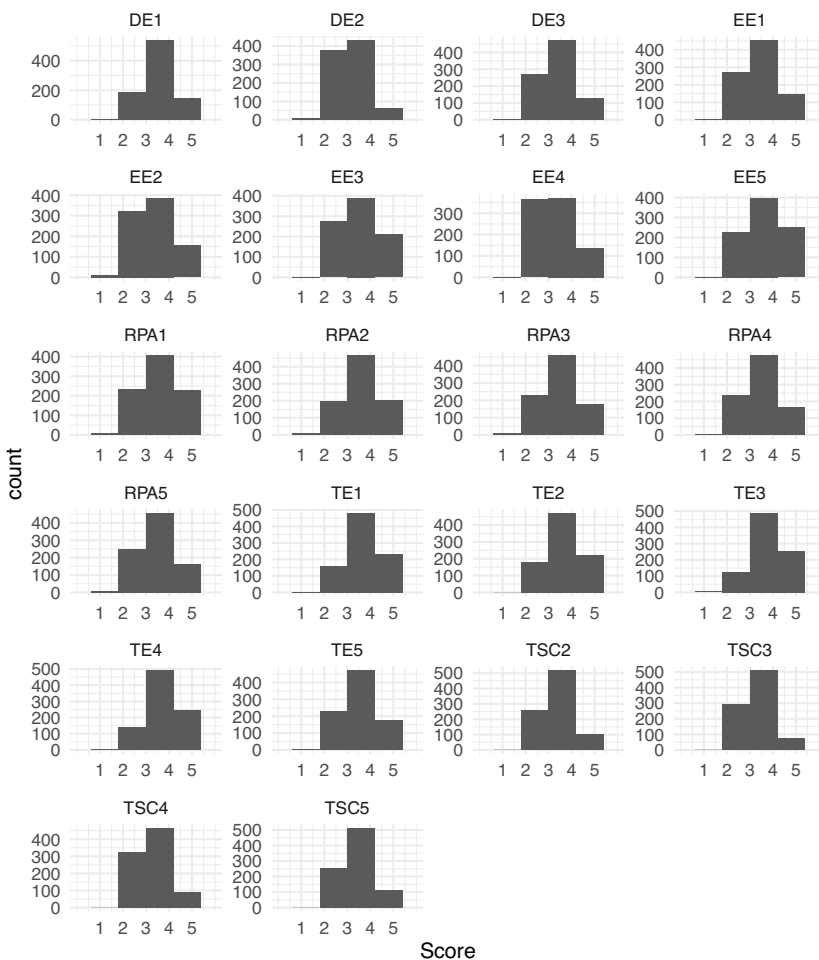 DE1 DE2 DE3 EE1
400 200 0 400 300 200 100 0 400 300 200 100 0 400 300 200 100 0
1 2 3 4 5 1 2 3 4 5 1 2 3 4 5 1 2 3 4 5
EE2 EE3 EE4 EE5
400 300 200 100 0 400 300 200 100 0 300 200 100 0 400 300 200 100 0
1 2 3 4 5 1 2 3 4 5 1 2 3 4 5 1 2 3 4 5
RPA1 RPA2 RPA3 RPA4
400 300 200 100 0 400 300 200 100 0 400 300 200 100 0 400 300 200 100 0
1 2 3 4 5 1 2 3 4 5 1 2 3 4 5 1 2 3 4 5
count
RPA5 TE1 TE2 TE3
400 300 200 100 0 500 400 300 200 100 0 400 300 200 100 0 500 400 300 200 100 0
1 2 3 4 5 1 2 3 4 5 1 2 3 4 5 1 2 3 4 5
TE4 TE5 TSC2 TSC3
500 400 300 200 100 0 400 300 200 100 0 500 400 300 200 100 0 500 400 300 200 100 0
1 2 3 4 5 1 2 3 4 5 1 2 3 4 5 1 2 3 4 5
TSC4 TSC5
400 300 200 100 0 500 400 300 200 100 0
1 2 3 4 5 1 2 3 4 5
Score